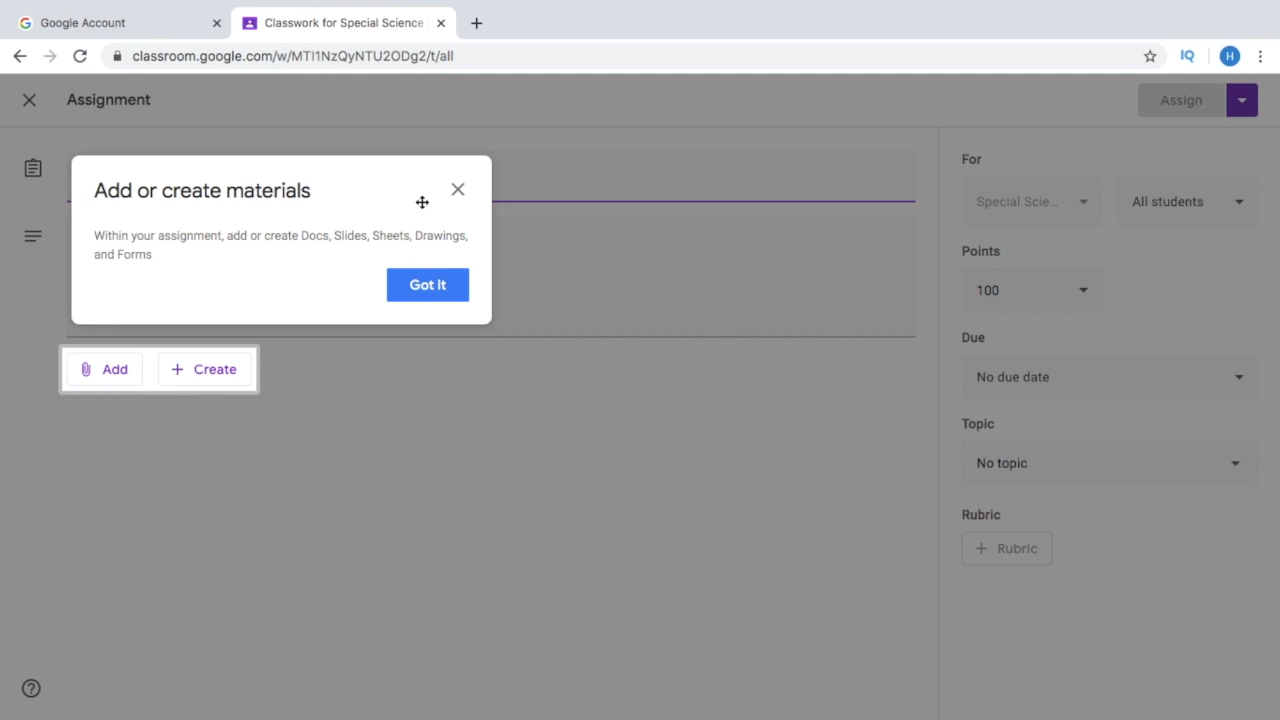 Google Account
Classwork for Special Science
classroom.google.com/w/MTI1NzQyNTU2ODg2/t/all
IQ
H
Assignment
Assign
Add or create materials
Within your assignment, add or create Docs, Slides, Sheets, Drawings,
and Forms
Got It
Add
Create
For
Special Scie...
All students
Points
100
Due
No due date
Topic
No topic
Rubric
Rubric